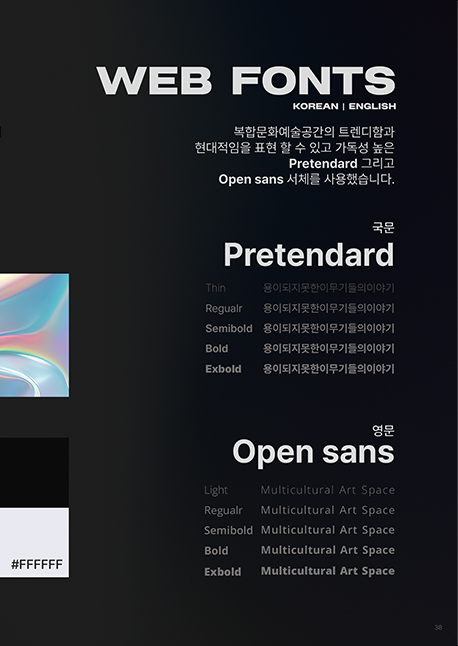 WEB FONTS
KOREAN | ENGLISH
복합문화예술공간의 트렌디함과
현대적임을 표현 할 수 있고 가독성 높은
Pretendard 그리고
Open sans 서체를 사용했습니다.
국문
Pretendard
Thin 용이되지못한이무기들의이야기
Regualr 용이되지못한이무기들의이야기
Semibold 용이되지못한이무기들의이야기
Bold 용이되지못한이무기들의이야기
Exbold 용이되지못한이무기들의이야기
영문
Open sans
Light Multicultural Art Space
Regualr Multicultural Art Space
Semibold Multicultural Art Space
Bold Multicultural Art Space
Exbold Multicultural Art Space
#FFFFFF
38